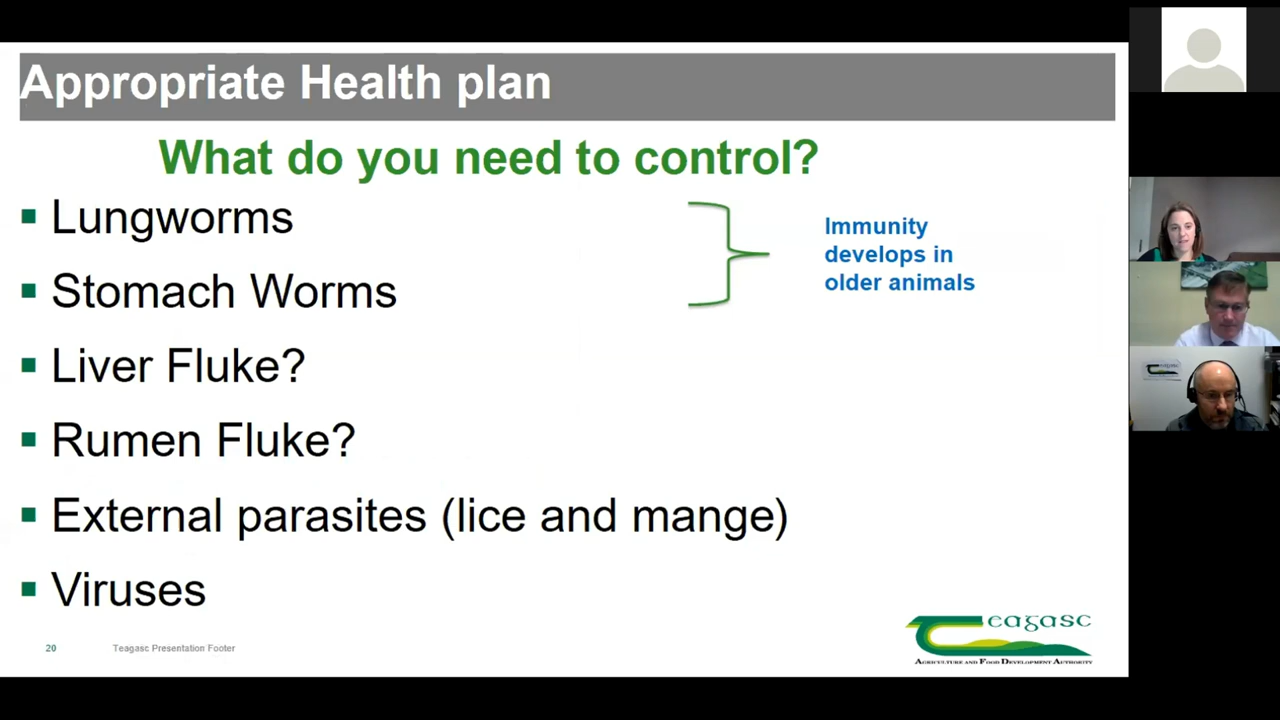 Appropriate Health plan
What do you need to control?
Lungworms
Stomach Worms
Immunity
develops in
older animals
Liver Fluke?
Rumen Fluke?
External parasites (lice and mange)
Viruses
20
Teagasc Presentation Footer
Teagasc
Agriculture and Food Development Authority